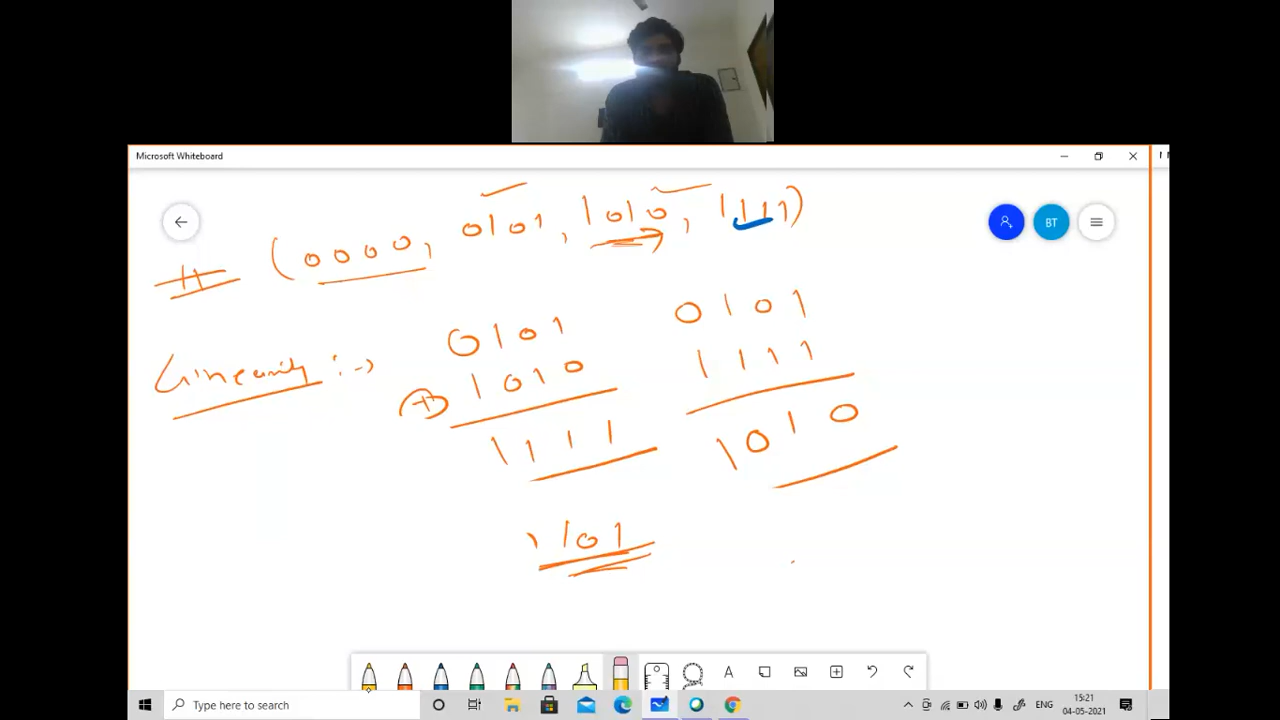 Microsoft Whiteboard
(0000, 0101, 1010, 1111)
BT
Linearity :->
0101
1010
+
1111
0101
1111
1010
1101
A
Type here to search
ENG
15:21
04-05-2021